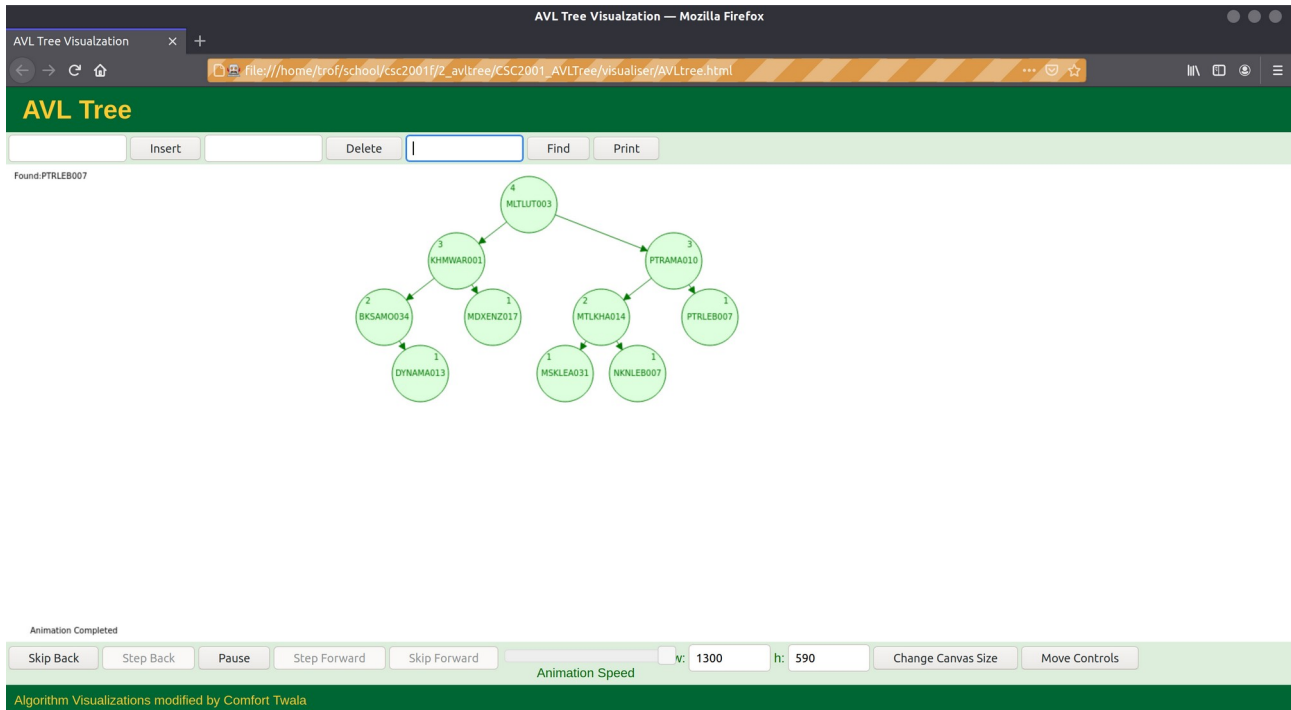 AVL Tree Visualzation — Mozilla Firefox
AVL Tree Visualzation
file:///home/trof/school/csc2001f/2_avltree/CSC2001_AVLTree/visualiser/AVLtree.html
AVL Tree
Insert Delete Find Print
Found:PTRLEB007
4
MLTLUT003
3 3
KHMWAR001 PTRAMA010
2 1 2 1
BKSAMO034 MDXENZ017 MTLKHA014 PTRLEB007
1 1 1
DYNAMA013 MSKLEA031 NKNLEB007
Animation Completed
Skip Back Step Back Pause Step Forward Skip Forward w: 1300 h: 590 Change Canvas Size Move Controls
Animation Speed
Algorithm Visualizations modified by Comfort Twala